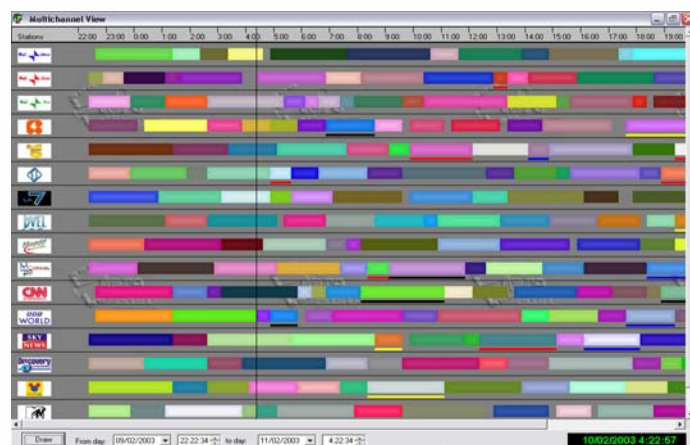 Multichannel View
Stations 22:00 23:00 0:00 1:00 2:00 3:00 4:00 5:00 6:00 7:00 8:00 9:00 10:00 11:00 12:00 13:00 14:00 15:00 16:00 17:00 18:00 19:00
7
CNN
WORLD
SKY
NEWS
Discovery
Draw From day: 09/02/2003 22:22:34 to day: 11/02/2003 4:22:34 10/02/2003 4:22:57